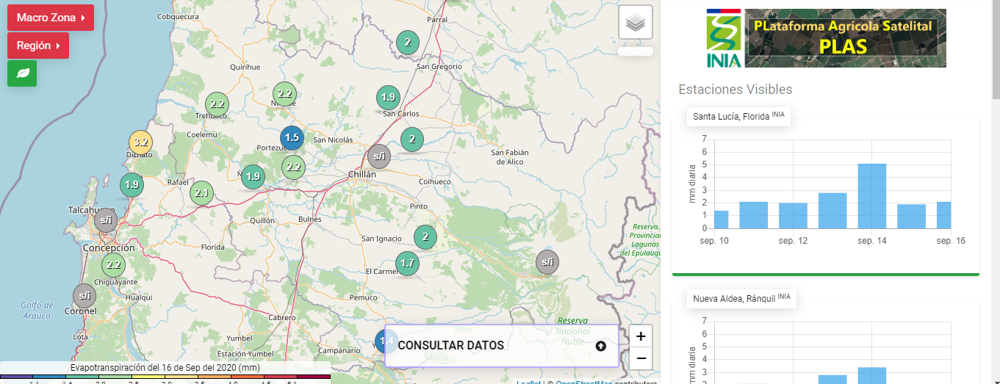 Macro Zona
Región
Cobquecura
Parral
2
San Gregorio
Quirihue
2.2
2.2
1.9
Trehuaco
San Carlos
Coelemu
3.2
Dichato
1.5
San Nicolás
2
Portezuelo
San Fabián
de Alico
s/i
2.2
Chillán
1.9
1.9
Rafael
Coihueco
2.1
Talcahuano
s/i
Quillón
Bulnes
Pinto
Reserva
Provincial
Lagunas
del Epulauquen
Concepción
Florida
San Ignacio
2
2.2
1.7
s/i
Chiguayante
El Carmen
s/i
Hualqui
Pemuco
Golfo de
Arauco
Coronel
Cabrero
Reserva
Nacional
Ñuble
Lota
Yumbel
Estación Yumbel
Campanario
1.4
CONSULTAR DATOS
+
−
Evapotranspiración del 16 de Sep del 2020 (mm)
1.1 1.6 2.0 2.5 3.0 3.5 4.0 4.5 5.1
Leaflet | © OpenStreetMap contributors
INIA
PLataforma Agrícola Satelital
PLAS
Estaciones Visibles
Santa Lucía, Florida INIA
mm diaria
7
6
5
4
3
2
1
0
sep. 10 sep. 12 sep. 14 sep. 16
Nueva Aldea, Ránquil INIA
mm diaria
7
6
5
4
3
2